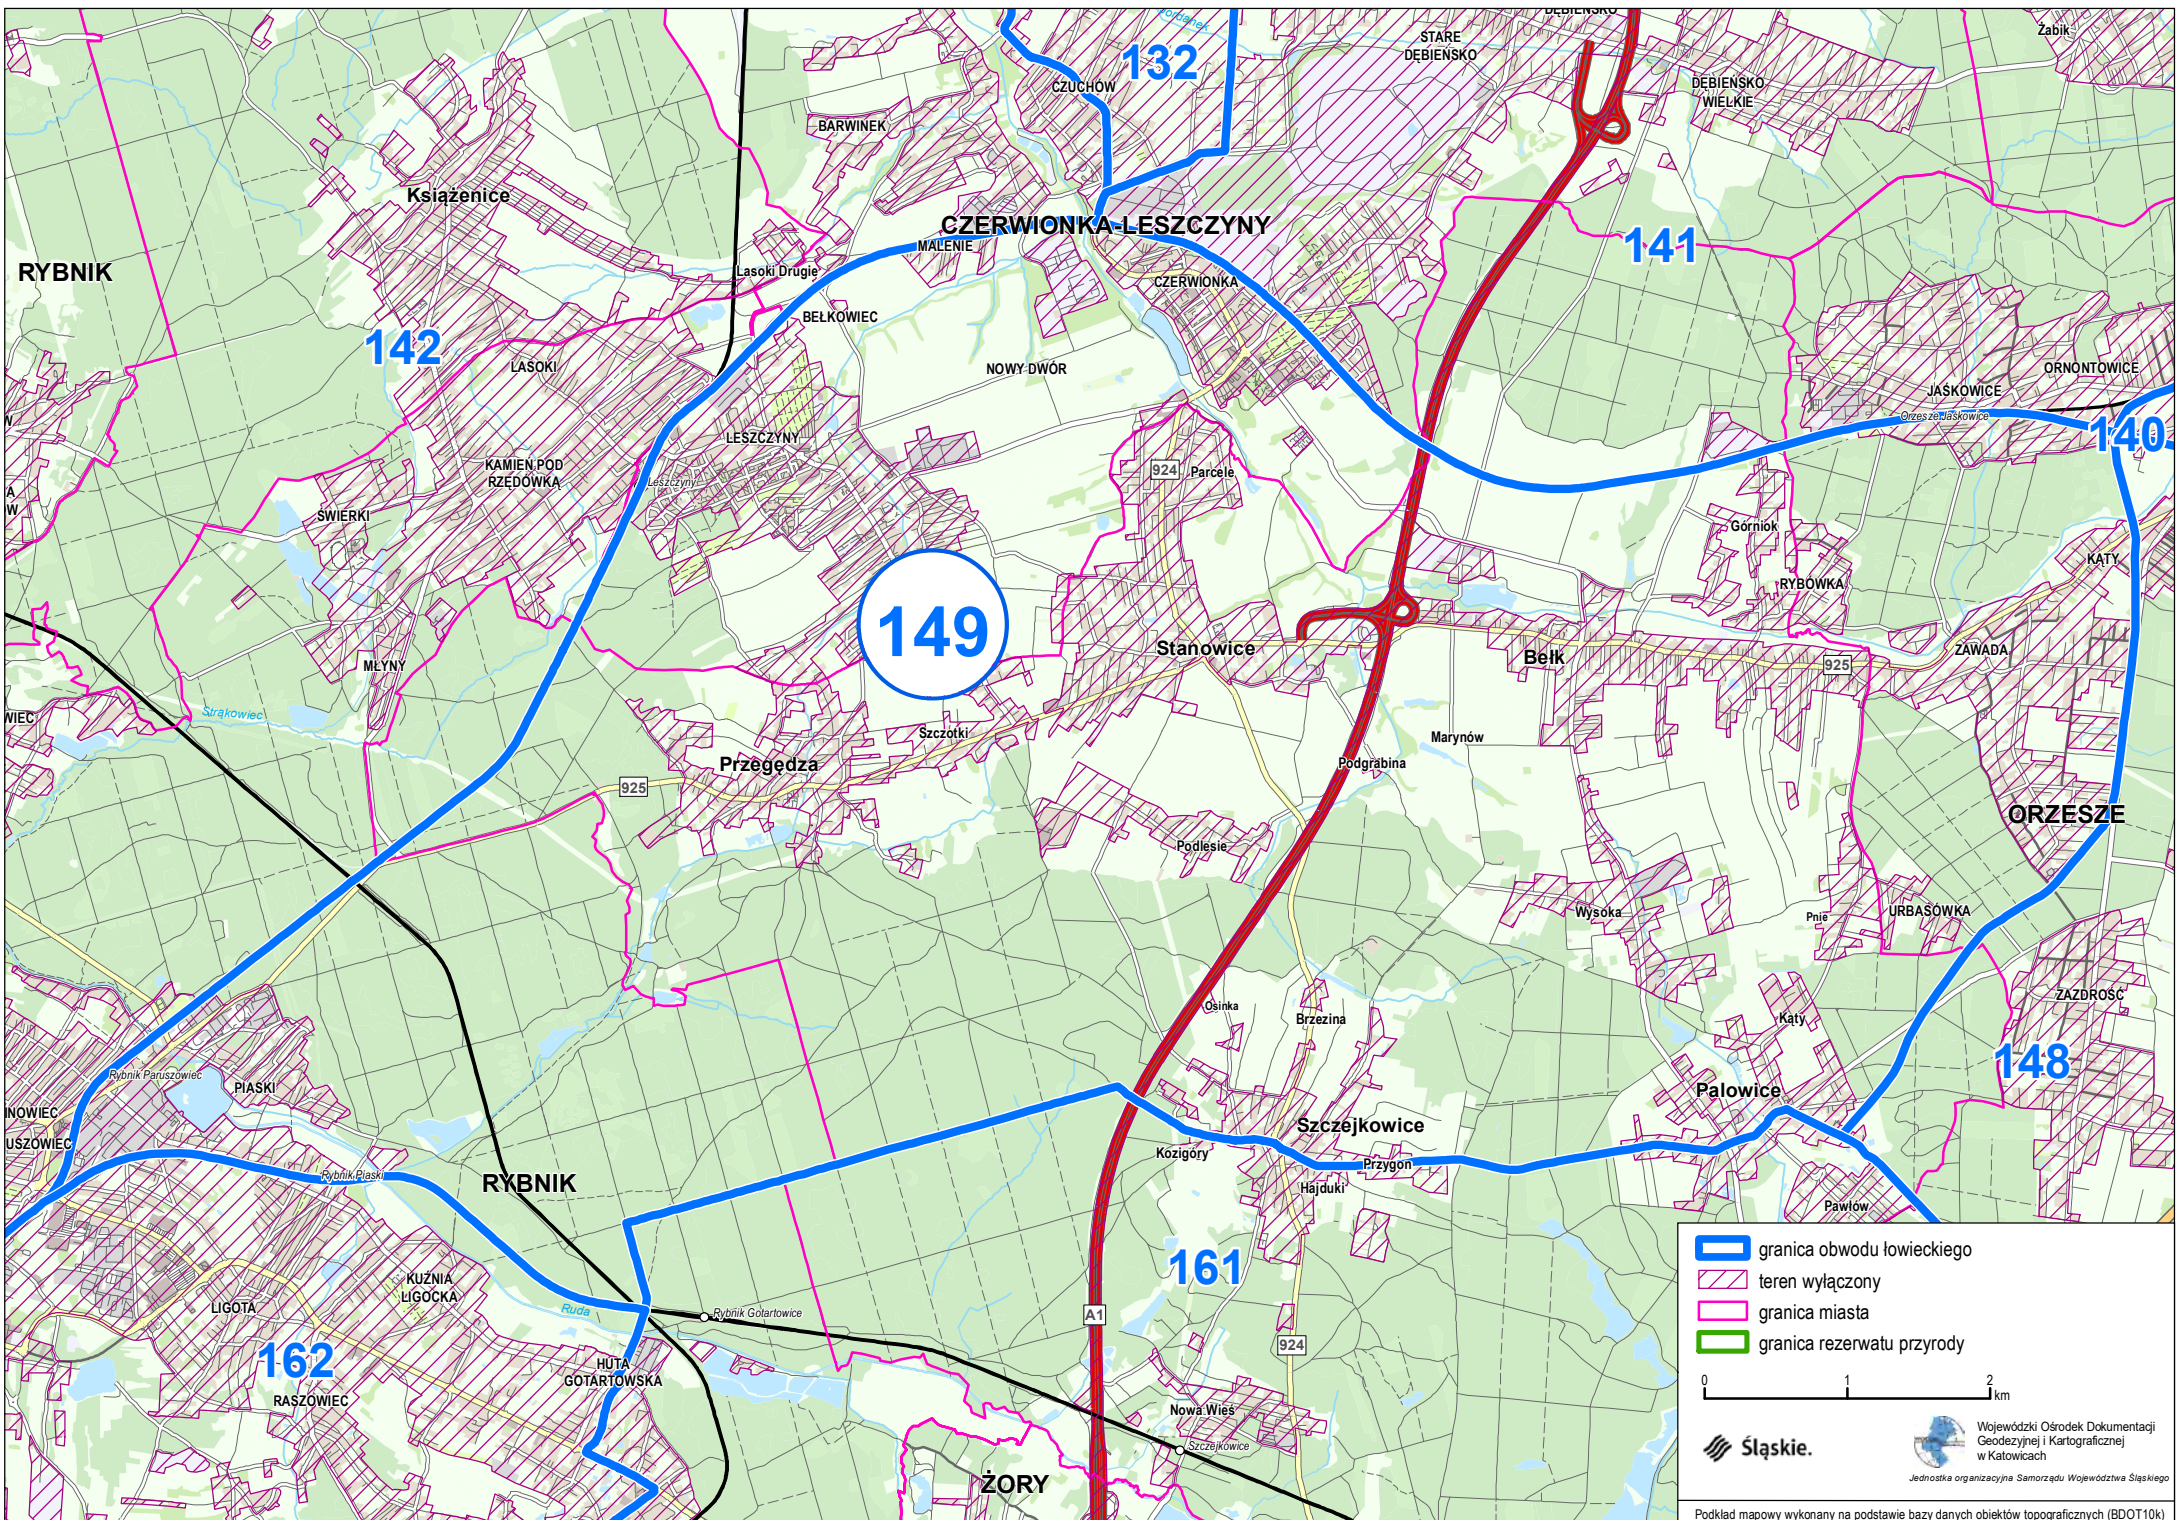 Jordanek
DĘBIEŃSKO
Żabik
STARE
DĘBIEŃSKO
132
CZUCHÓW
DĘBIEŃSKO
WIELKIE
BARWINEK
Książenice
CZERWIONKA-LESZCZYNY
MALENIE
141
RYBNIK
Lasoki Drugie
CZERWIONKA
BEŁKOWIEC
142
LASOKI
NOWY DWÓR
ORNONTOWICE
JAŚKOWICE
Orzesze Jaśkowice
140
LESZCZYNY
KAMIEŃ POD
RZĘDÓWKĄ
Leszczyny
924
Parcele
ŚWIERKI
Górniok
KĄTY
RYBÓWKA
149
Stanowice
Bełk
ZAWADA
925
MŁYNY
Strąkowiec
WIEC
Szczotki
Marynów
Przegędza
Podgrabina
925
ORZESZE
Podlesie
Wysoka
Pnie
URBASÓWKA
Osinka
Brzezina
Kąty
ZAZDROŚĆ
148
Rybnik Paruszowiec
PIASKI
INOWIEC
USZOWIEC
Palowice
Szczejkowice
Kozigóry
Przygon
Rybnik Piaski
RYBNIK
Hajduki
Pawłów
161
KUŹNIA
LIGOCKA
LIGOTA
Ruda
Rybnik Gotartowice
A1
924
162
HUTA
GOTARTOWSKA
RASZOWIEC
Nowa Wieś
Szczejkowice
ŻORY
granica obwodu łowieckiego
teren wyłączony
granica miasta
granica rezerwatu przyrody
0 1 2
km
Śląskie.
Wojewódzki Ośrodek Dokumentacji
Geodezyjnej i Kartograficznej
w Katowicach
Jednostka organizacyjna Samorządu Województwa Śląskiego
Podkład mapowy wykonany na podstawie bazy danych obiektów topograficznych (BDOT10k)